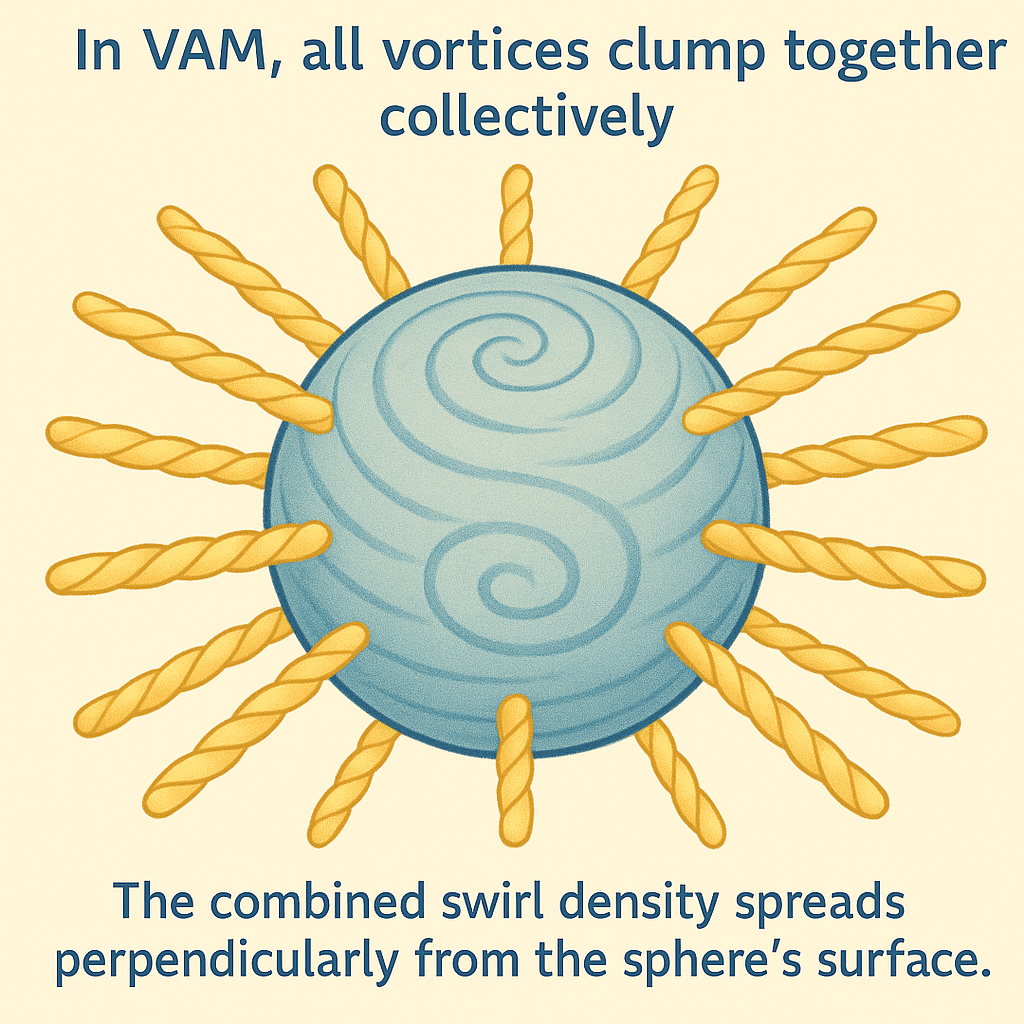 In VAM, all vortices clump together
collectively
The combined swirl density spreads
perpendicularly from the sphere’s surface.